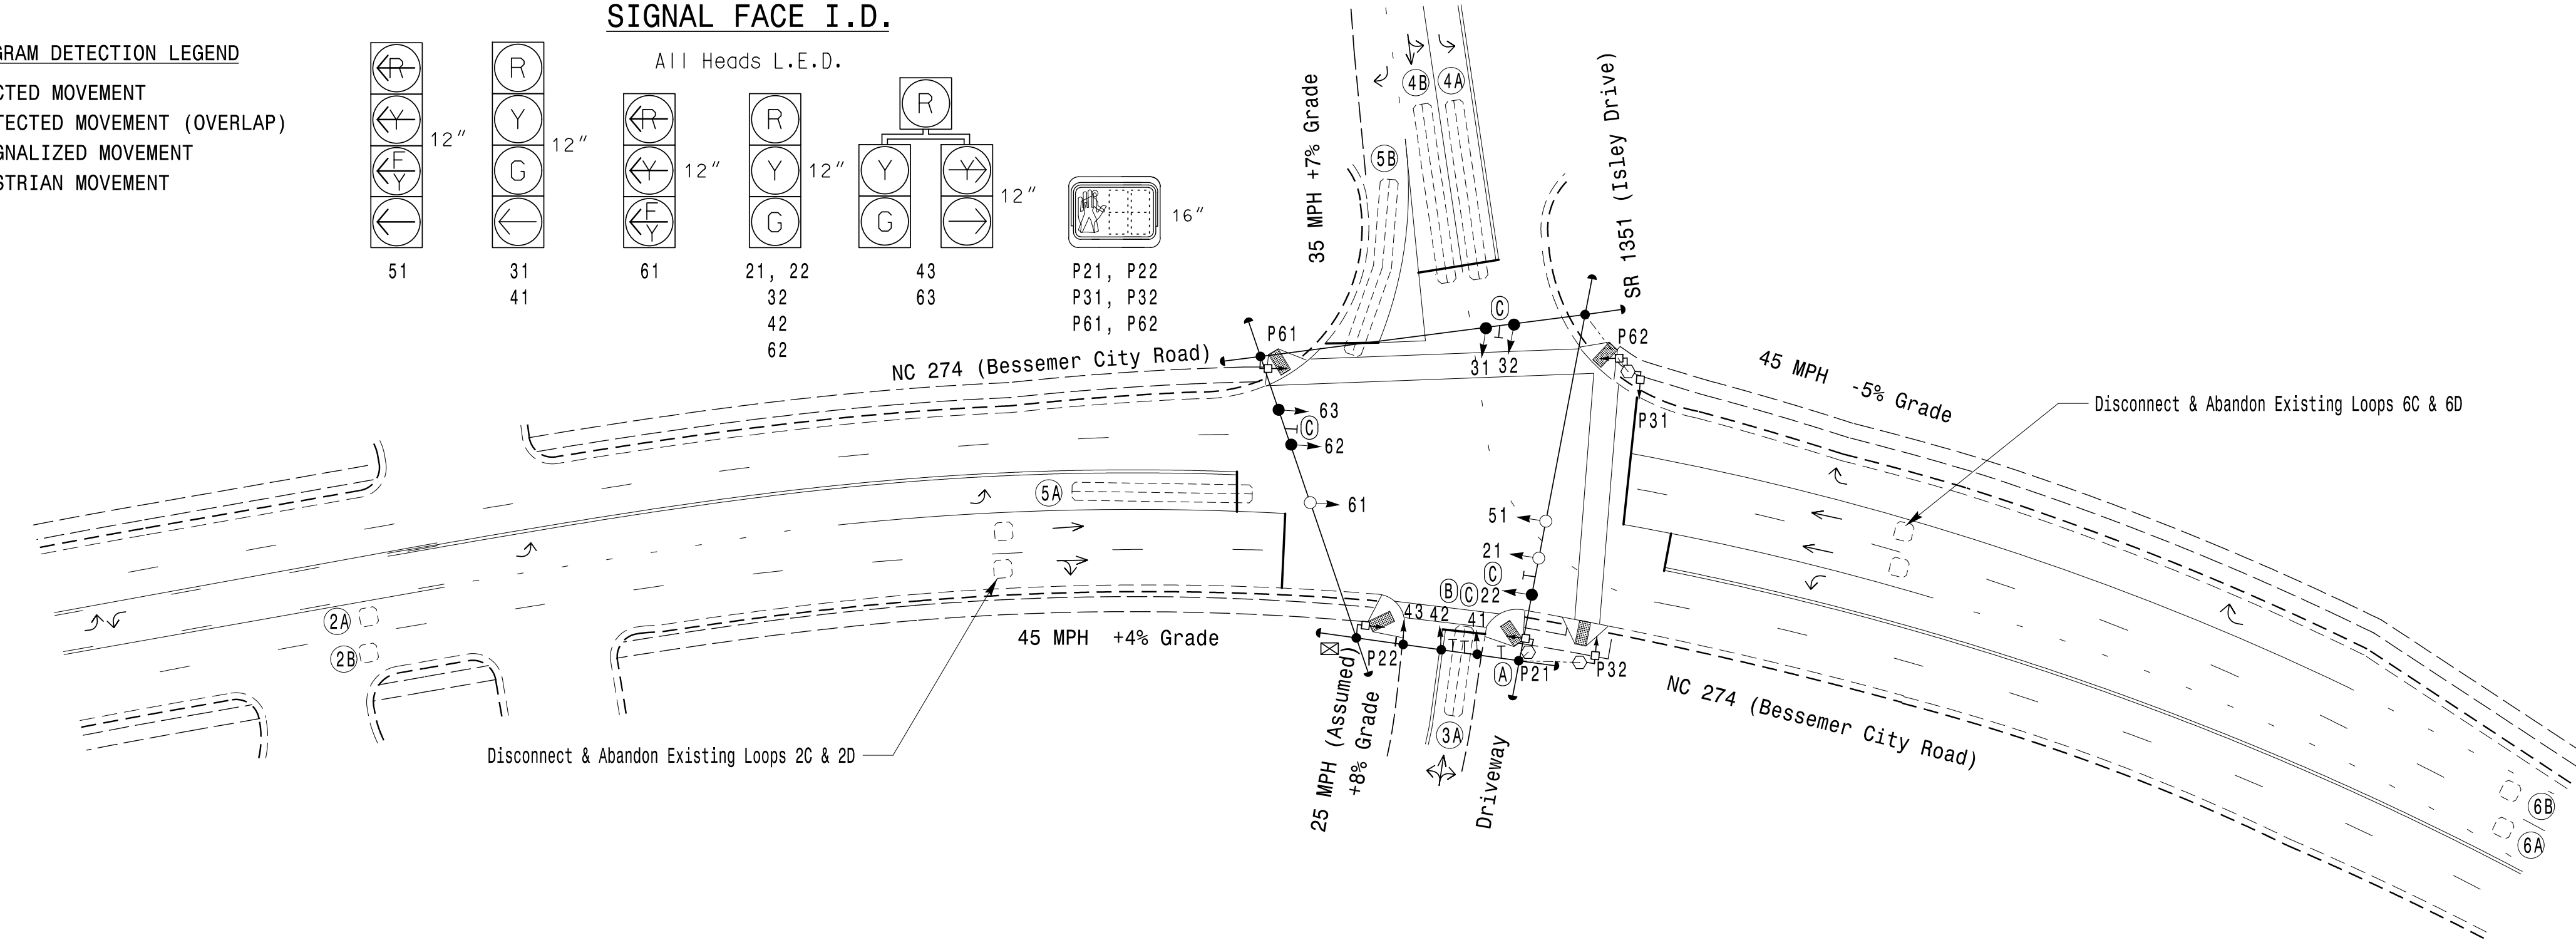 SIGNAL FACE I.D.
All Heads L.E.D.
GRAM DETECTION LEGEND
CTED MOVEMENT
TECTED MOVEMENT (OVERLAP)
GNALIZED MOVEMENT
STRIAN MOVEMENT
R
Y
F
Y
12"
51
R
Y
G
12"
31
41
R
Y
F
Y
12"
61
R
Y
G
12"
21, 22
32
42
62
R
Y
Y
G
12"
43
63
16"
P21, P22
P31, P32
P61, P62
35 MPH +7% Grade
4B
4A
5B
SR 1351 (Isley Drive)
C
P61
P62
31 32
NC 274 (Bessemer City Road)
45 MPH -5% Grade
Disconnect & Abandon Existing Loops 6C & 6D
P31
63
C
62
61
5A
51
21
C
B
C
22
43
42
41
2A
2B
45 MPH +4% Grade
P22
A
P21
P32
NC 274 (Bessemer City Road)
Disconnect & Abandon Existing Loops 2C & 2D
25 MPH (Assumed)
+8% Grade
3A
Driveway
6B
6A